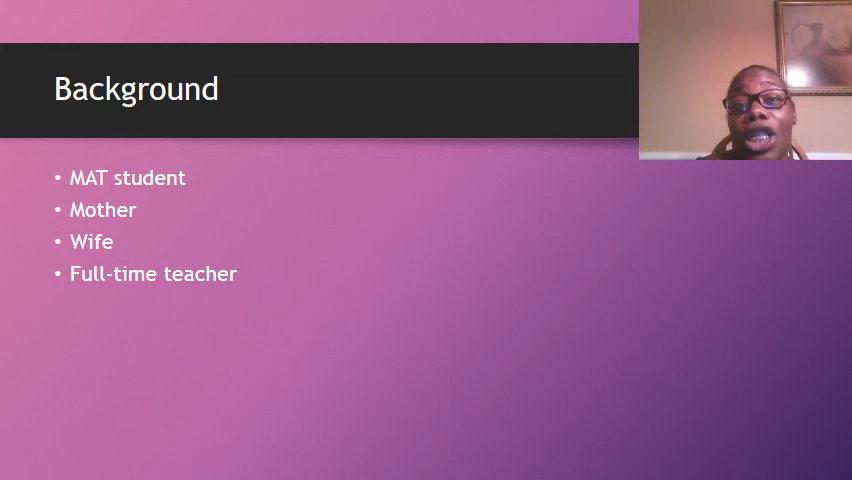 Background
• MAT student
• Mother
• Wife
• Full-time teacher